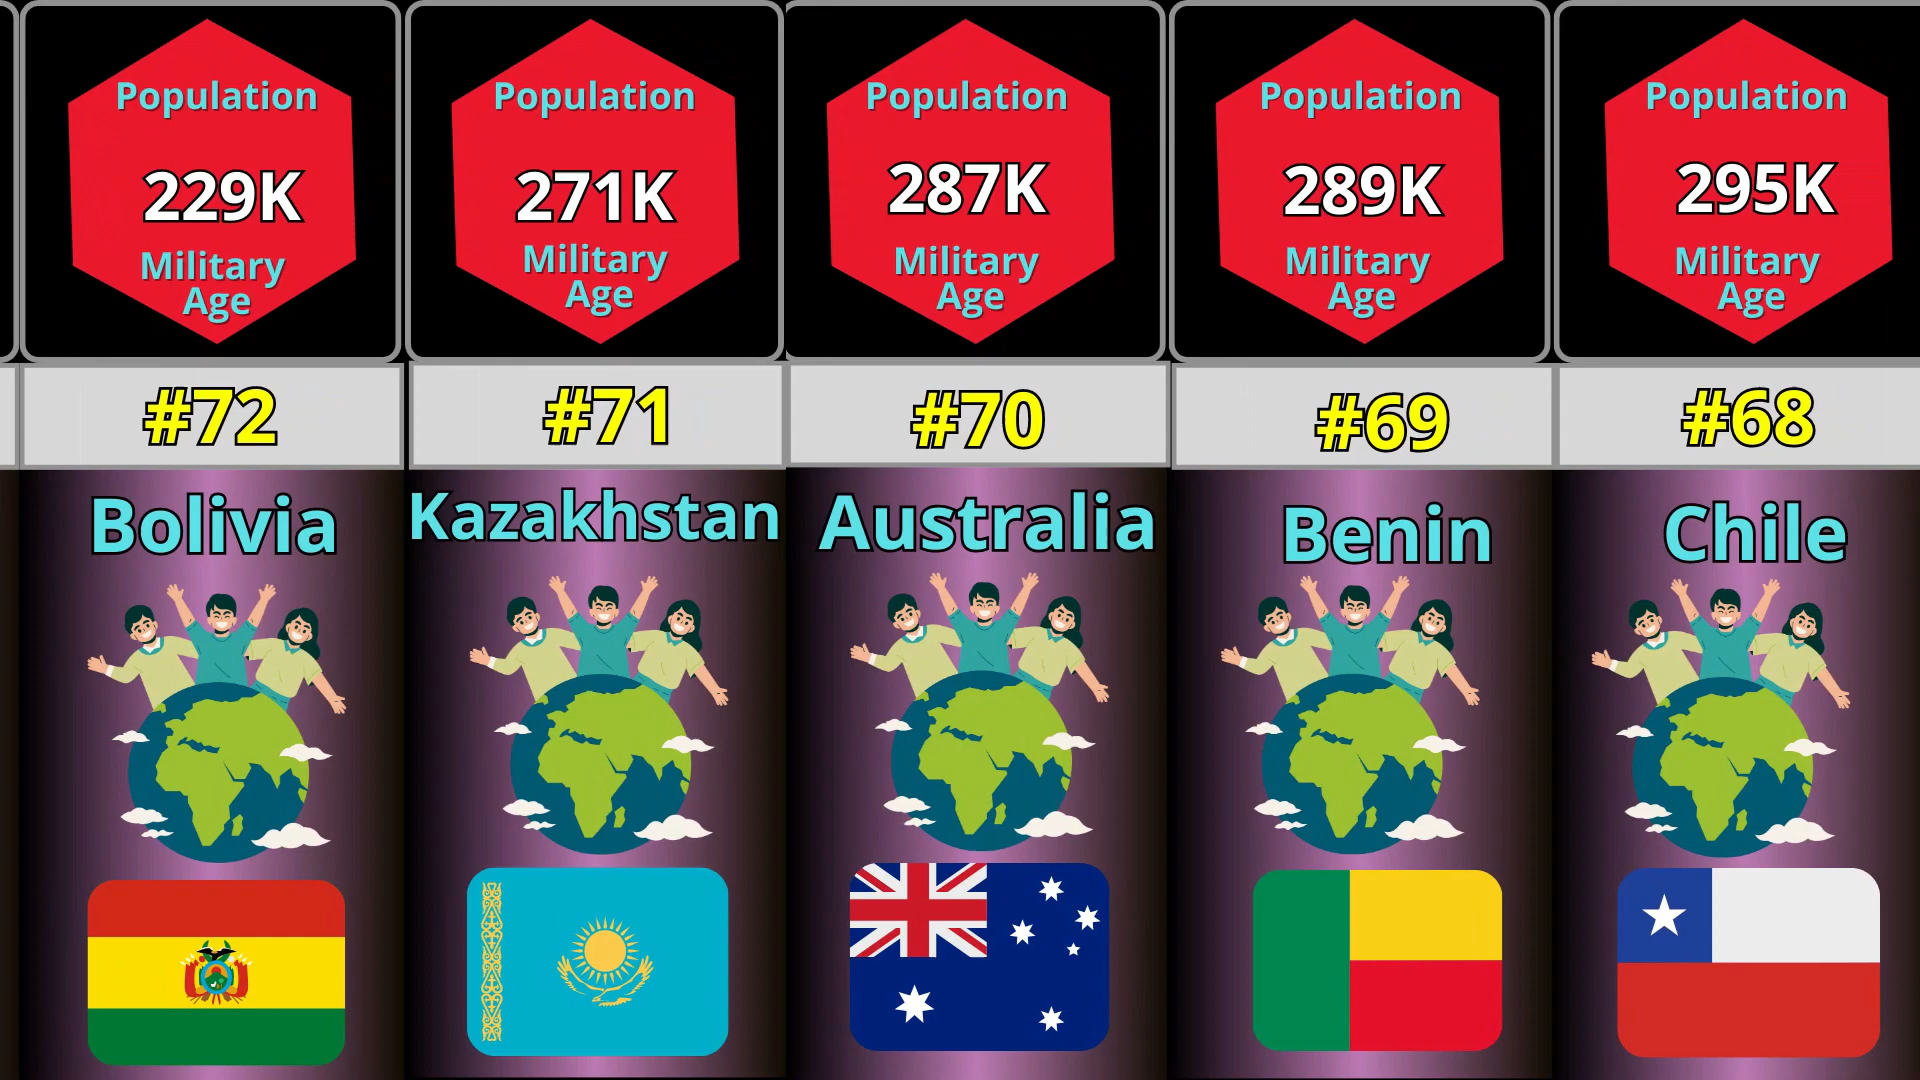 Population
229K
Military
Age
#72
Bolivia
Population
271K
Military
Age
#71
Kazakhstan
Population
287K
Military
Age
#70
Australia
Population
289K
Military
Age
#69
Benin
Population
295K
Military
Age
#68
Chile